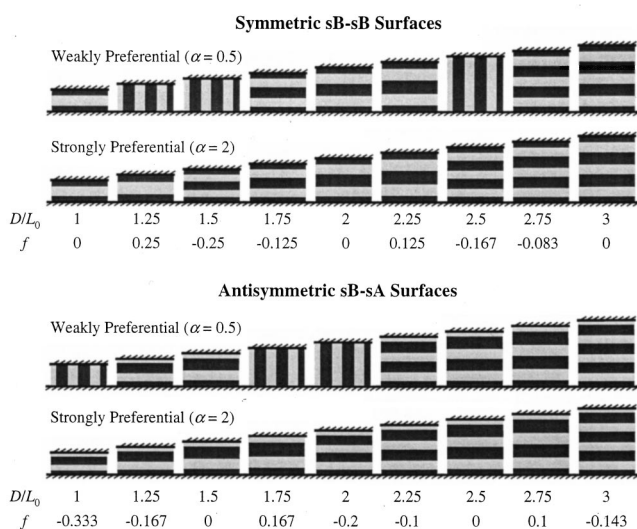 Symmetric sB-sB Surfaces
Weakly Preferential (α = 0.5)
Strongly Preferential (α = 2)
D/L₀ 1 1.25 1.5 1.75 2 2.25 2.5 2.75 3
f 0 0.25 -0.25 -0.125 0 0.125 -0.167 -0.083 0
Antisymmetric sB-sA Surfaces
Weakly Preferential (α = 0.5)
Strongly Preferential (α = 2)
D/L₀ 1 1.25 1.5 1.75 2 2.25 2.5 2.75 3
f -0.333 -0.167 0 0.167 -0.2 -0.1 0 0.1 -0.143